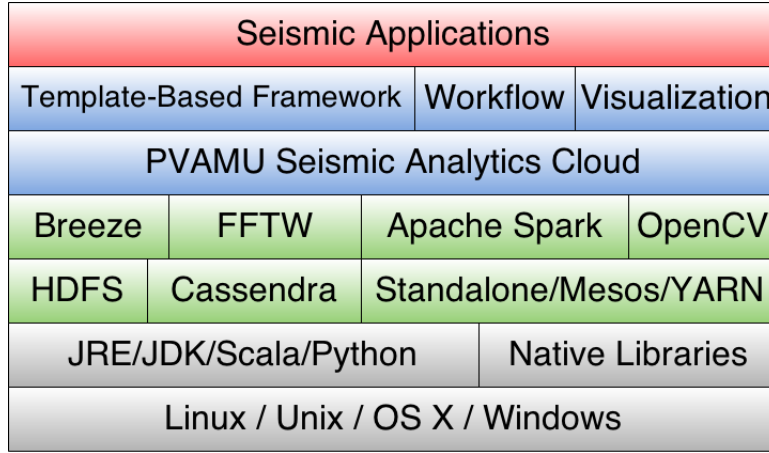 Seismic Applications
Template-Based Framework Workflow Visualization
PVAMU Seismic Analytics Cloud
Breeze FFTW Apache Spark OpenCV
HDFS Cassendra Standalone/Mesos/YARN
JRE/JDK/Scala/Python Native Libraries
Linux / Unix / OS X / Windows